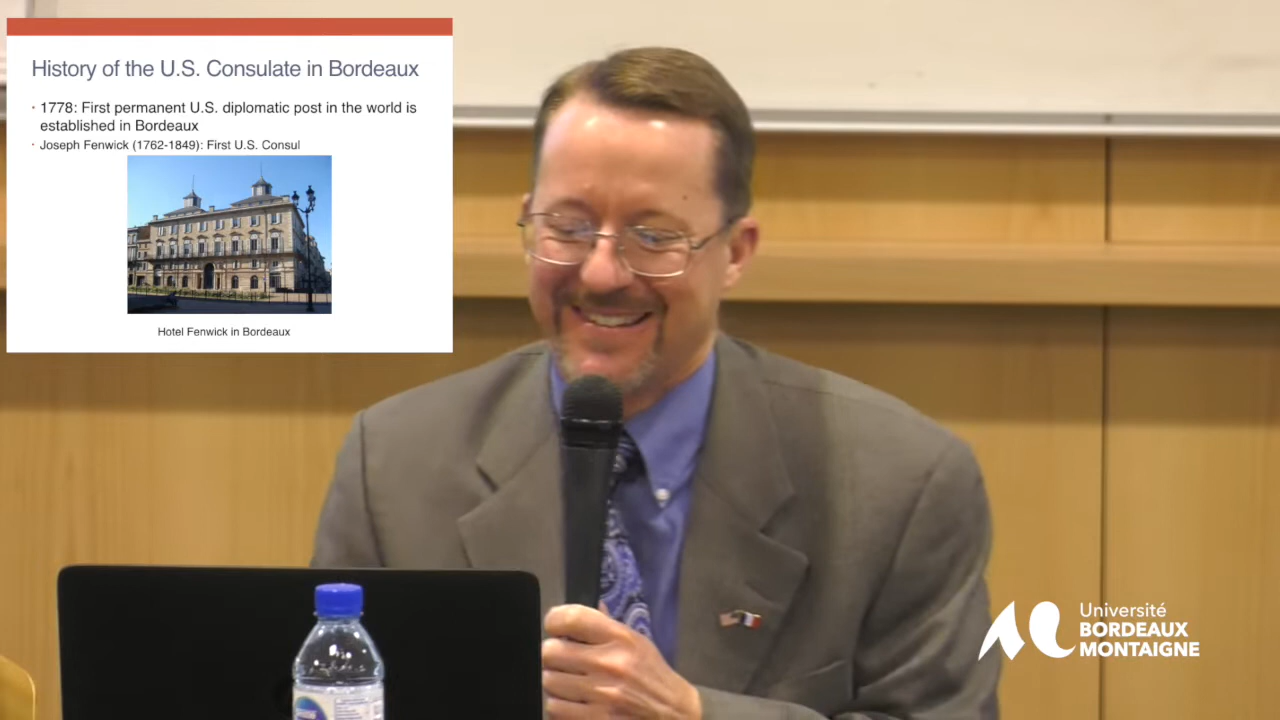 History of the U.S. Consulate in Bordeaux
· 1778: First permanent U.S. diplomatic post in the world is
established in Bordeaux
· Joseph Fenwick (1762-1849): First U.S. Consul
Hotel Fenwick in Bordeaux
Université
BORDEAUX
MONTAIGNE